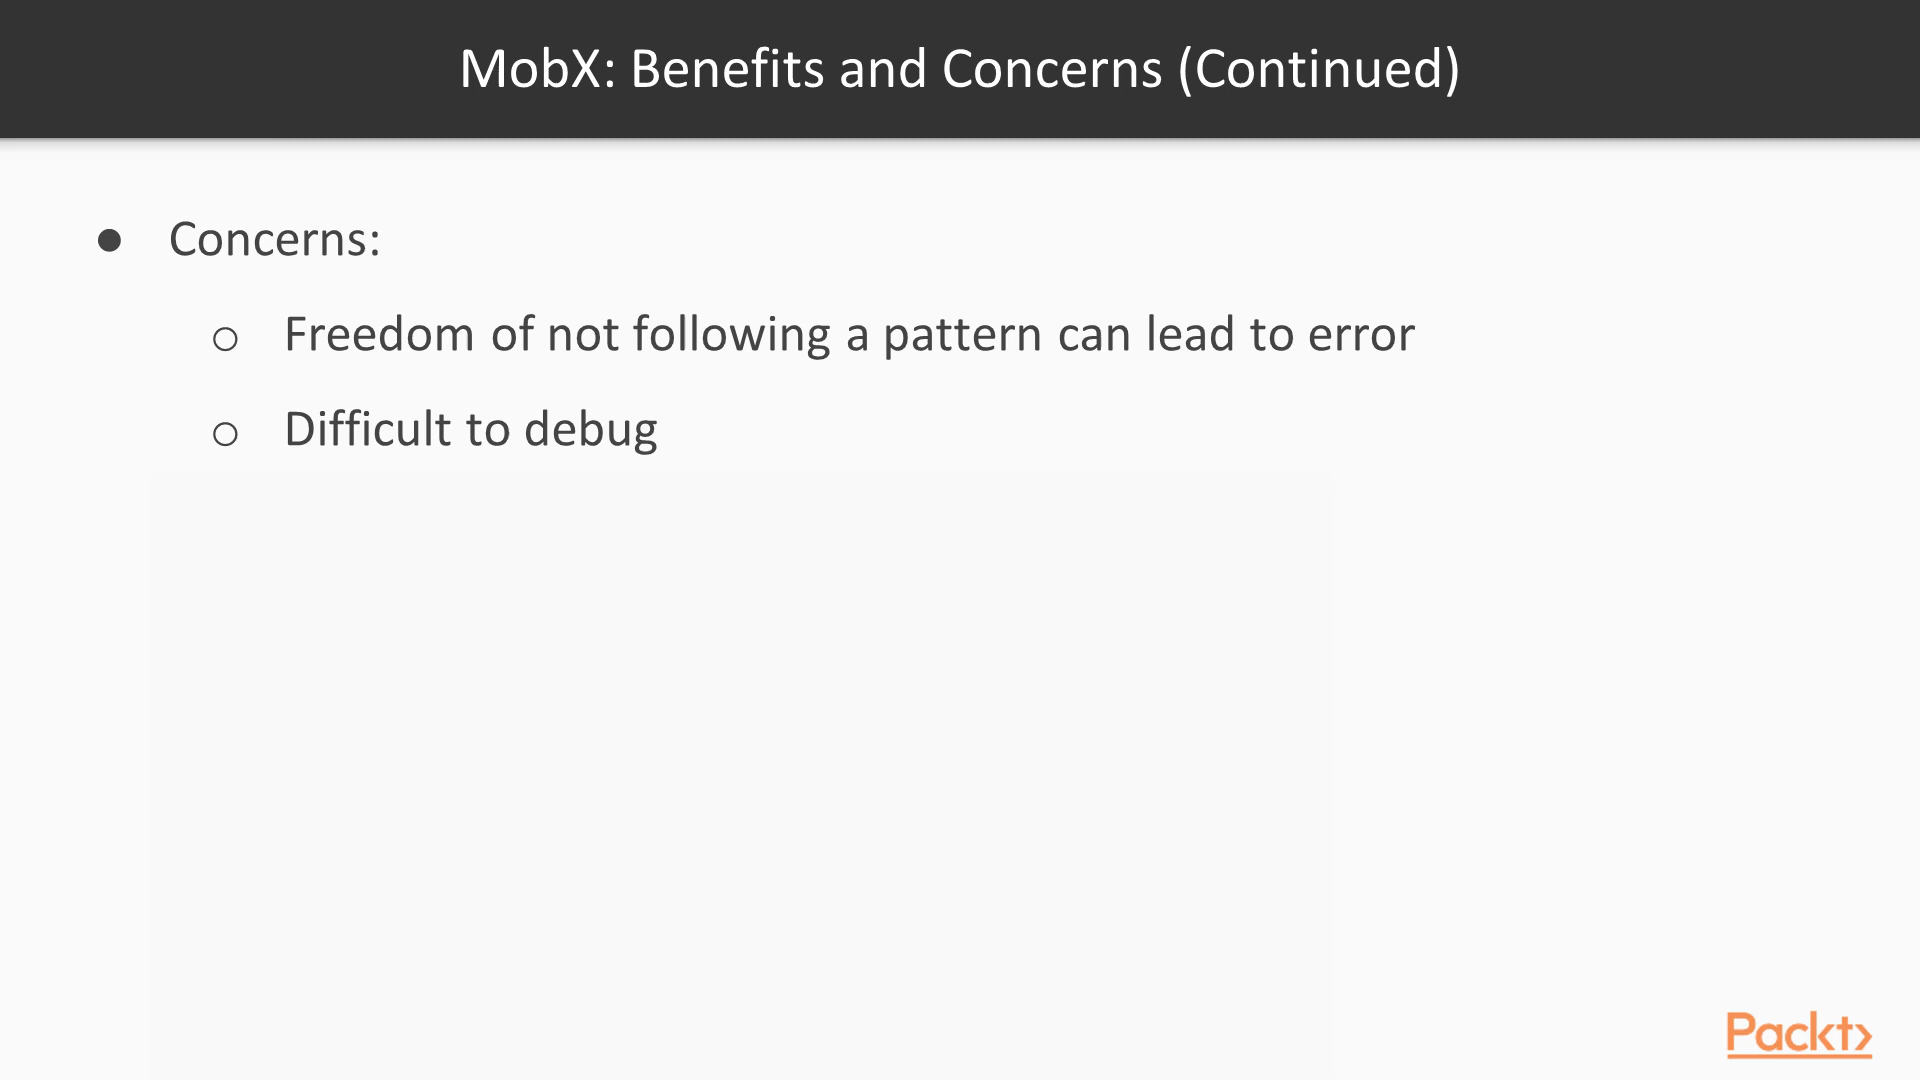 MobX: Benefits and Concerns (Continued)
● Concerns:
○ Freedom of not following a pattern can lead to error
○ Difficult to debug
Packt>